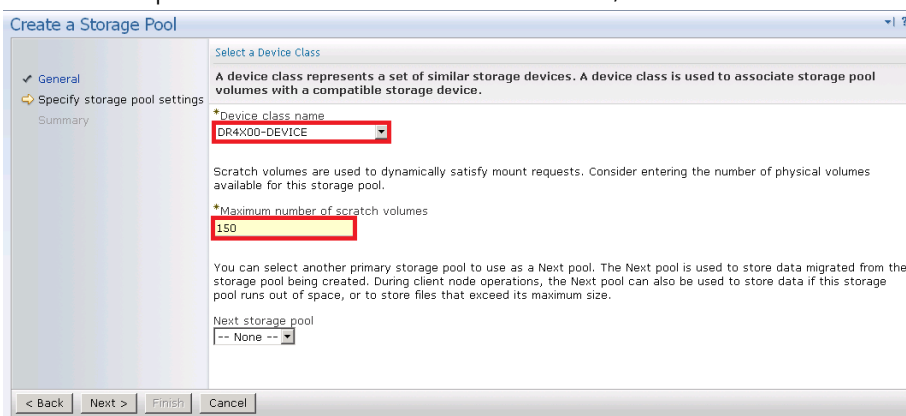 Create a Storage Pool
Select a Device Class
General
Specify storage pool settings
Summary
A device class represents a set of similar storage devices. A device class is used to associate storage pool
volumes with a compatible storage device.
*Device class name
DR4X00-DEVICE
Scratch volumes are used to dynamically satisfy mount requests. Consider entering the number of physical volumes
available for this storage pool.
*Maximum number of scratch volumes
150
You can select another primary storage pool to use as a Next pool. The Next pool is used to store data migrated from the
storage pool being created. During client node operations, the Next pool can also be used to store data if this storage
pool runs out of space, or to store files that exceed its maximum size.
Next storage pool
-- None --
< Back
Next >
Finish
Cancel